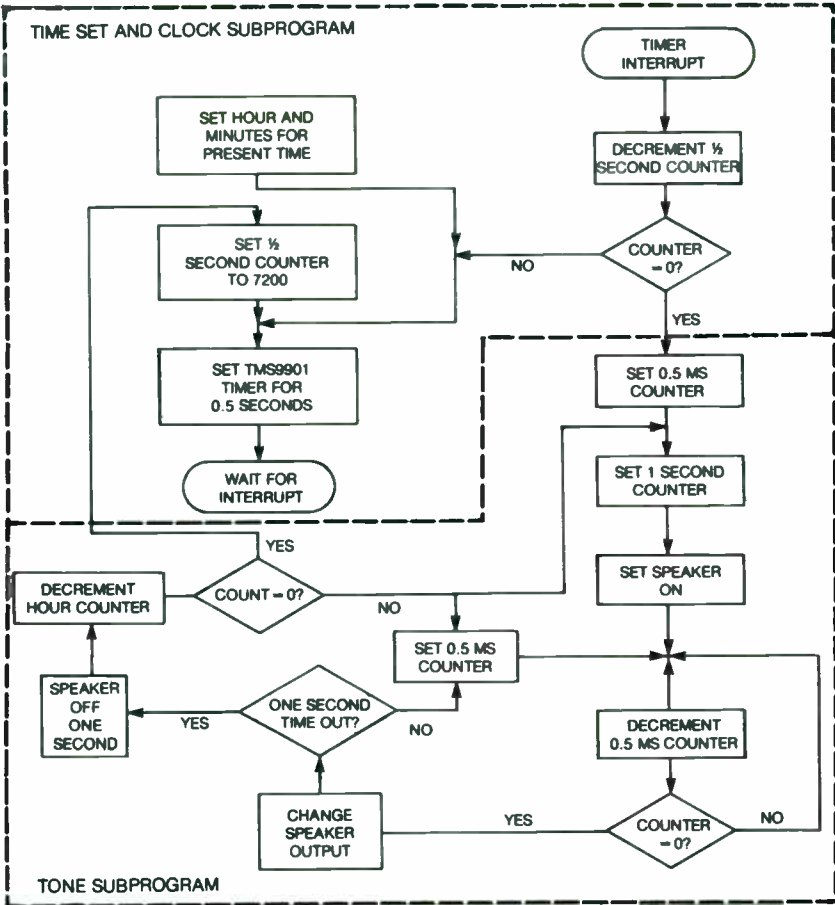 TIME SET AND CLOCK SUBPROGRAM
TIMER
INTERRUPT
SET HOUR AND
MINUTES FOR
PRESENT TIME
DECREMENT ½
SECOND COUNTER
SET ½
SECOND COUNTER
TO 7200
COUNTER
= 0?
NO
YES
SET TMS9901
TIMER FOR
0.5 SECONDS
SET 0.5 MS
COUNTER
WAIT FOR
INTERRUPT
SET 1 SECOND
COUNTER
YES
DECREMENT
HOUR COUNTER
COUNT = 0?
NO
SET SPEAKER
ON
SET 0.5 MS
COUNTER
SPEAKER
OFF
ONE
SECOND
YES
ONE SECOND
TIME OUT?
NO
DECREMENT
0.5 MS COUNTER
CHANGE
SPEAKER
OUTPUT
YES
COUNTER
= 0?
NO
TONE SUBPROGRAM